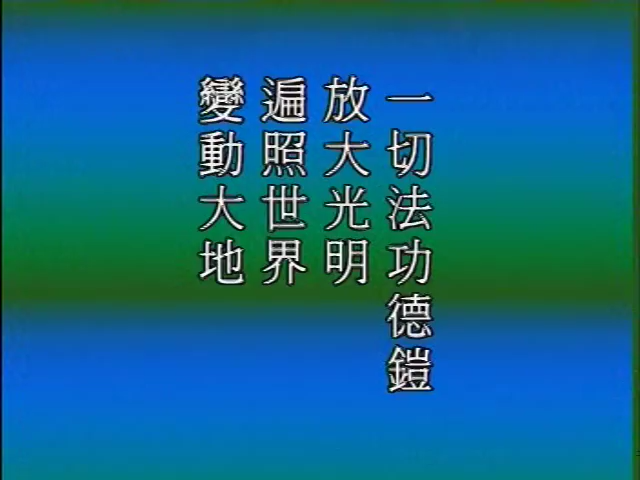 一切法功德鎧
放大光明
遍照世界
變動大地